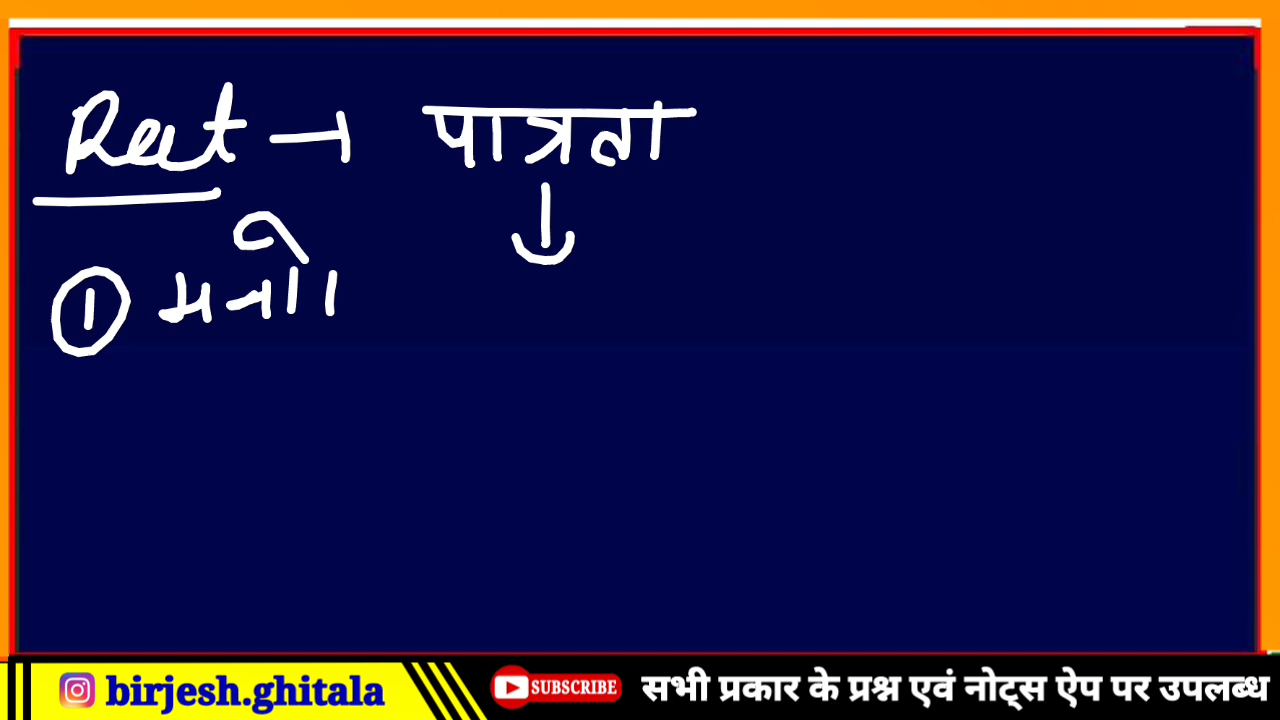 Reet → पात्रता
① मनो।
birjesh.ghitala SUBSCRIBE सभी प्रकार के प्रश्न एवं नोट्स ऐप पर उपलब्ध